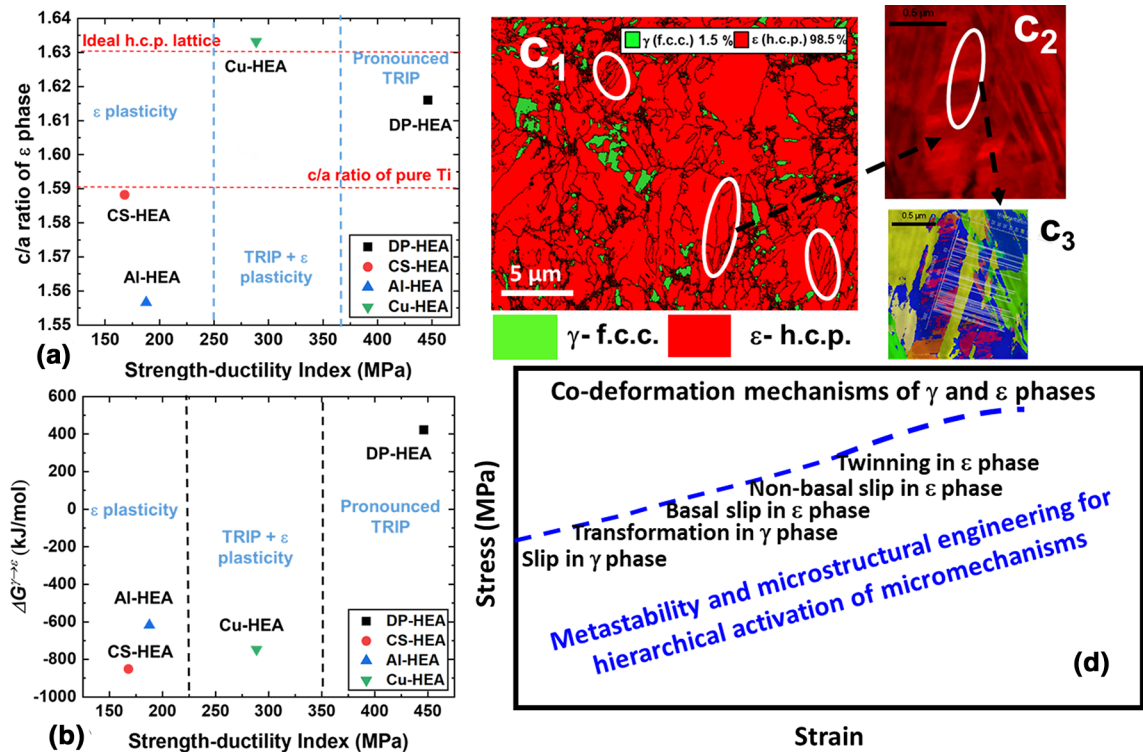 (a)
c/a ratio of ε phase
1.64
1.63
1.62
1.61
1.60
1.59
1.58
1.57
1.56
1.55
Ideal h.c.p. lattice
Cu-HEA
Pronounced
TRIP
DP-HEA
ε plasticity
c/a ratio of pure Ti
CS-HEA
Al-HEA
TRIP + ε
plasticity
DP-HEA
CS-HEA
Al-HEA
Cu-HEA
150 200 250 300 350 400 450
Strength-ductility Index (MPa)
(b)
ΔG^γ→ε (kJ/mol)
600
400
200
0
-200
-400
-600
-800
-1000
DP-HEA
ε plasticity
Pronounced
TRIP
TRIP + ε
plasticity
Al-HEA
CS-HEA
Cu-HEA
DP-HEA
CS-HEA
Al-HEA
Cu-HEA
150 200 250 300 350 400 450
Strength-ductility Index (MPa)
C1
γ (f.c.c.) 1.5 % ε (h.c.p.) 98.5 %
5 μm
γ- f.c.c. ε- h.c.p.
0.5 μm
C2
0.5 μm
C3
Co-deformation mechanisms of γ and ε phases
Twinning in ε phase
Non-basal slip in ε phase
Basal slip in ε phase
Transformation in γ phase
Slip in γ phase
Metastability and microstructural engineering for
hierarchical activation of micromechanisms
(d)
Stress (MPa)
Strain